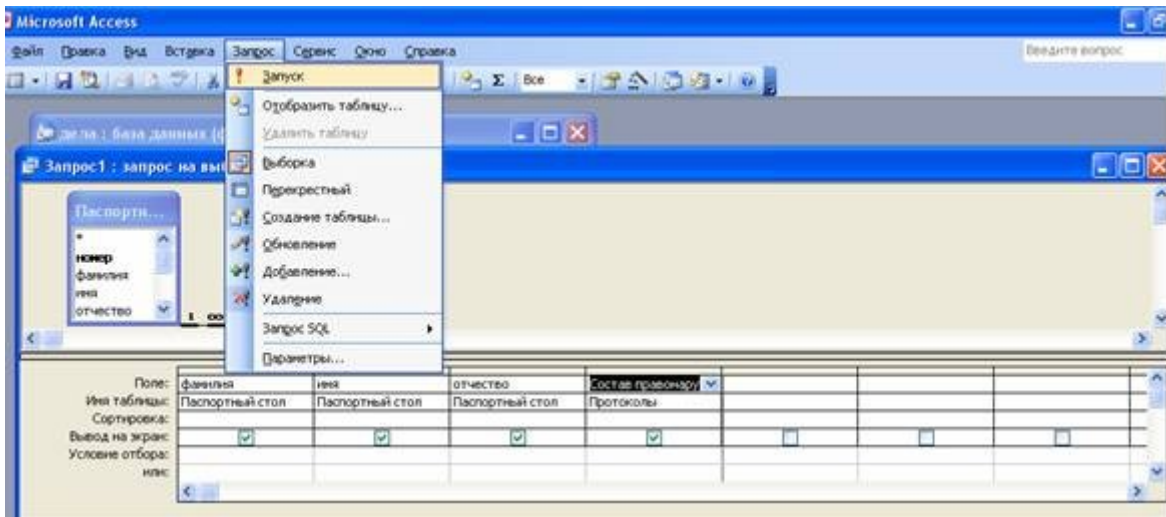 Microsoft Access
Файл Правка Вид Вставка Запрос Сервис Окно Справка Введите вопрос
Запуск
Σ Все
Отобразить таблицу...
дела : база данных
Удалить таблицу
Запрос1 : запрос на вы
Выборка
Перекрестный
Паспортн...
Создание таблицы...
*
Обновление
номер
фамилия
Добавление...
имя
Удаление
отчество
1 ∞
Запрос SQL
Параметры...
Поле: фамилия имя отчество Состав правонару
Имя таблицы: Паспортный стол Паспортный стол Паспортный стол Протоколы
Сортировка:
Вывод на экран:
Условие отбора:
или: